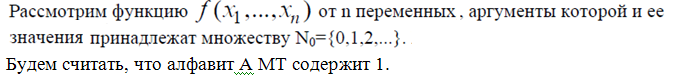 Рассмотрим функцию f(x₁,...,xₙ) от n переменных, аргументы которой и ее
значения принадлежат множеству N₀={0,1,2,...}.
Будем считать, что алфавит А МТ содержит 1.